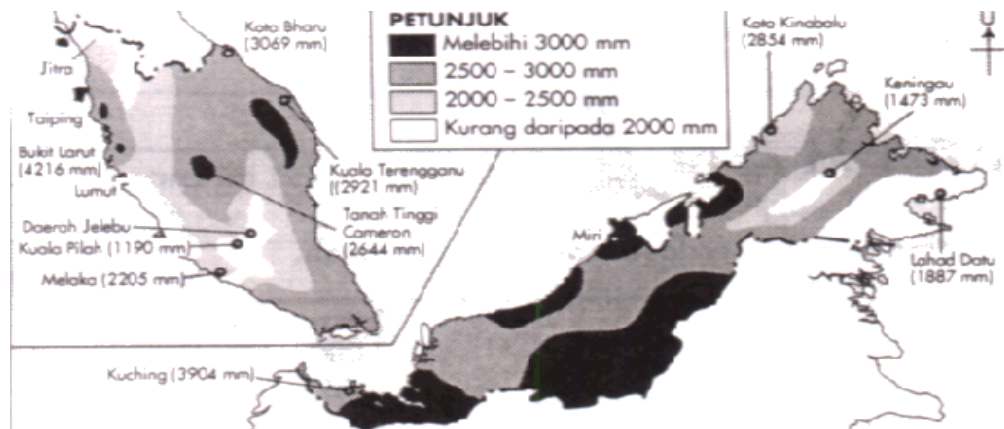 PETUNJUK
Melebihi 3000 mm
2500 – 3000 mm
2000 – 2500 mm
Kurang daripada 2000 mm
U
Kota Bharu
(3069 mm)
Jitra
Taiping
Bukit Larut
(4216 mm)
Lumut
Daerah Jelebu
Kuala Pilah (1190 mm)
Melaka (2205 mm)
Kuala Terengganu
((2921 mm)
Tanah Tinggi
Cameron
(2644 mm)
Kota Kinabalu
(2854 mm)
Keningau
(1473 mm)
Miri
Lahad Datu
(1887 mm)
Kuching (3904 mm)